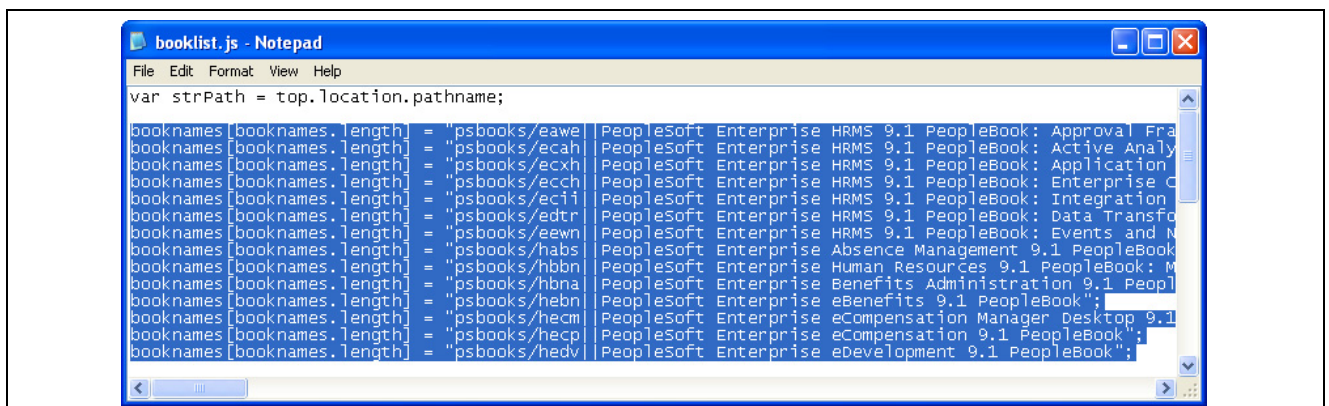 booklist.js - Notepad
File Edit Format View Help
var strPath = top.location.pathname;
booknames[booknames.length] = "psbooks/eawe||PeopleSoft Enterprise HRMS 9.1 PeopleBook: Approval Fra
booknames[booknames.length] = "psbooks/ecah||PeopleSoft Enterprise HRMS 9.1 PeopleBook: Active Analy
booknames[booknames.length] = "psbooks/ecxh||PeopleSoft Enterprise HRMS 9.1 PeopleBook: Application
booknames[booknames.length] = "psbooks/ecch||PeopleSoft Enterprise HRMS 9.1 PeopleBook: Enterprise C
booknames[booknames.length] = "psbooks/ecii||PeopleSoft Enterprise HRMS 9.1 PeopleBook: Integration
booknames[booknames.length] = "psbooks/edtr||PeopleSoft Enterprise HRMS 9.1 PeopleBook: Data Transfo
booknames[booknames.length] = "psbooks/eewn||PeopleSoft Enterprise HRMS 9.1 PeopleBook: Events and N
booknames[booknames.length] = "psbooks/habs||PeopleSoft Enterprise Absence Management 9.1 PeopleBook
booknames[booknames.length] = "psbooks/hbbn||PeopleSoft Enterprise Human Resources 9.1 PeopleBook: M
booknames[booknames.length] = "psbooks/hbna||PeopleSoft Enterprise Benefits Administration 9.1 Peopl
booknames[booknames.length] = "psbooks/hebn||PeopleSoft Enterprise eBenefits 9.1 PeopleBook";
booknames[booknames.length] = "psbooks/hecm||PeopleSoft Enterprise eCompensation Manager Desktop 9.1
booknames[booknames.length] = "psbooks/hecp||PeopleSoft Enterprise eCompensation 9.1 PeopleBook";
booknames[booknames.length] = "psbooks/hedv||PeopleSoft Enterprise eDevelopment 9.1 PeopleBook";